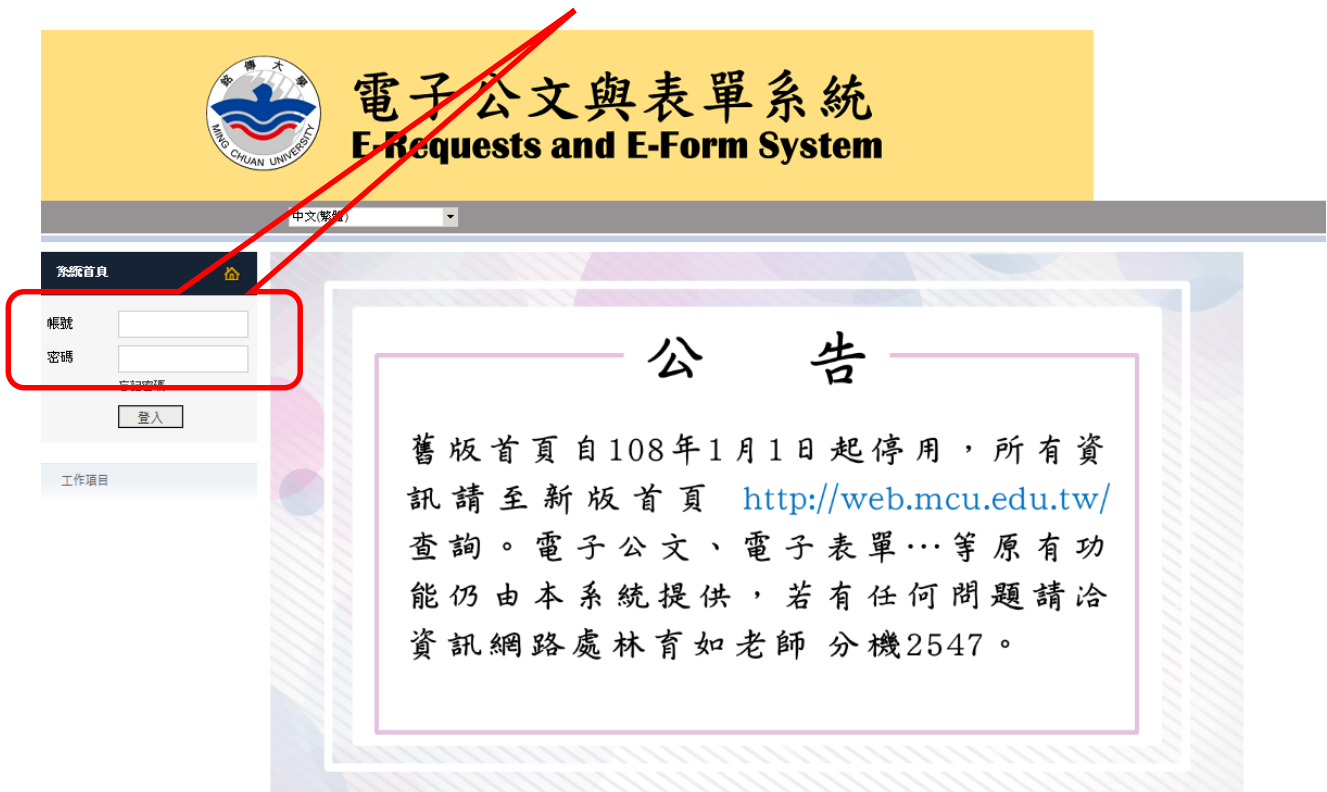 銘傳大學
MING CHUAN UNIVERSITY
電子公文與表單系統
E-Requests and E-Form System
中文(繁體)
系統首頁
帳號
密碼
忘記密碼
登入
工作項目
公告
舊版首頁自108年1月1日起停用，所有資
訊請至新版首頁 http://web.mcu.edu.tw/
查詢。電子公文、電子表單…等原有功
能仍由本系統提供，若有任何問題請洽
資訊網路處林育如老師 分機2547。